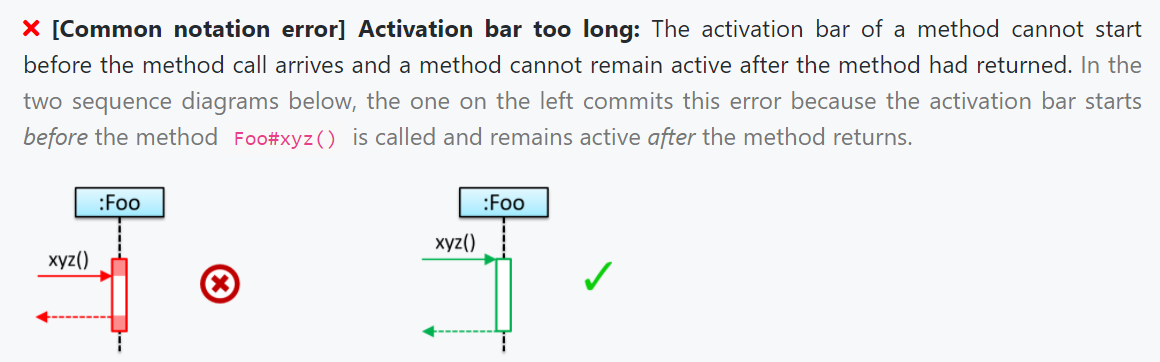 ❌ [Common notation error] Activation bar too long: The activation bar of a method cannot start
before the method call arrives and a method cannot remain active after the method had returned. In the
two sequence diagrams below, the one on the left commits this error because the activation bar starts
before the method Foo#xyz() is called and remains active after the method returns.
:Foo
:Foo
xyz()
xyz()